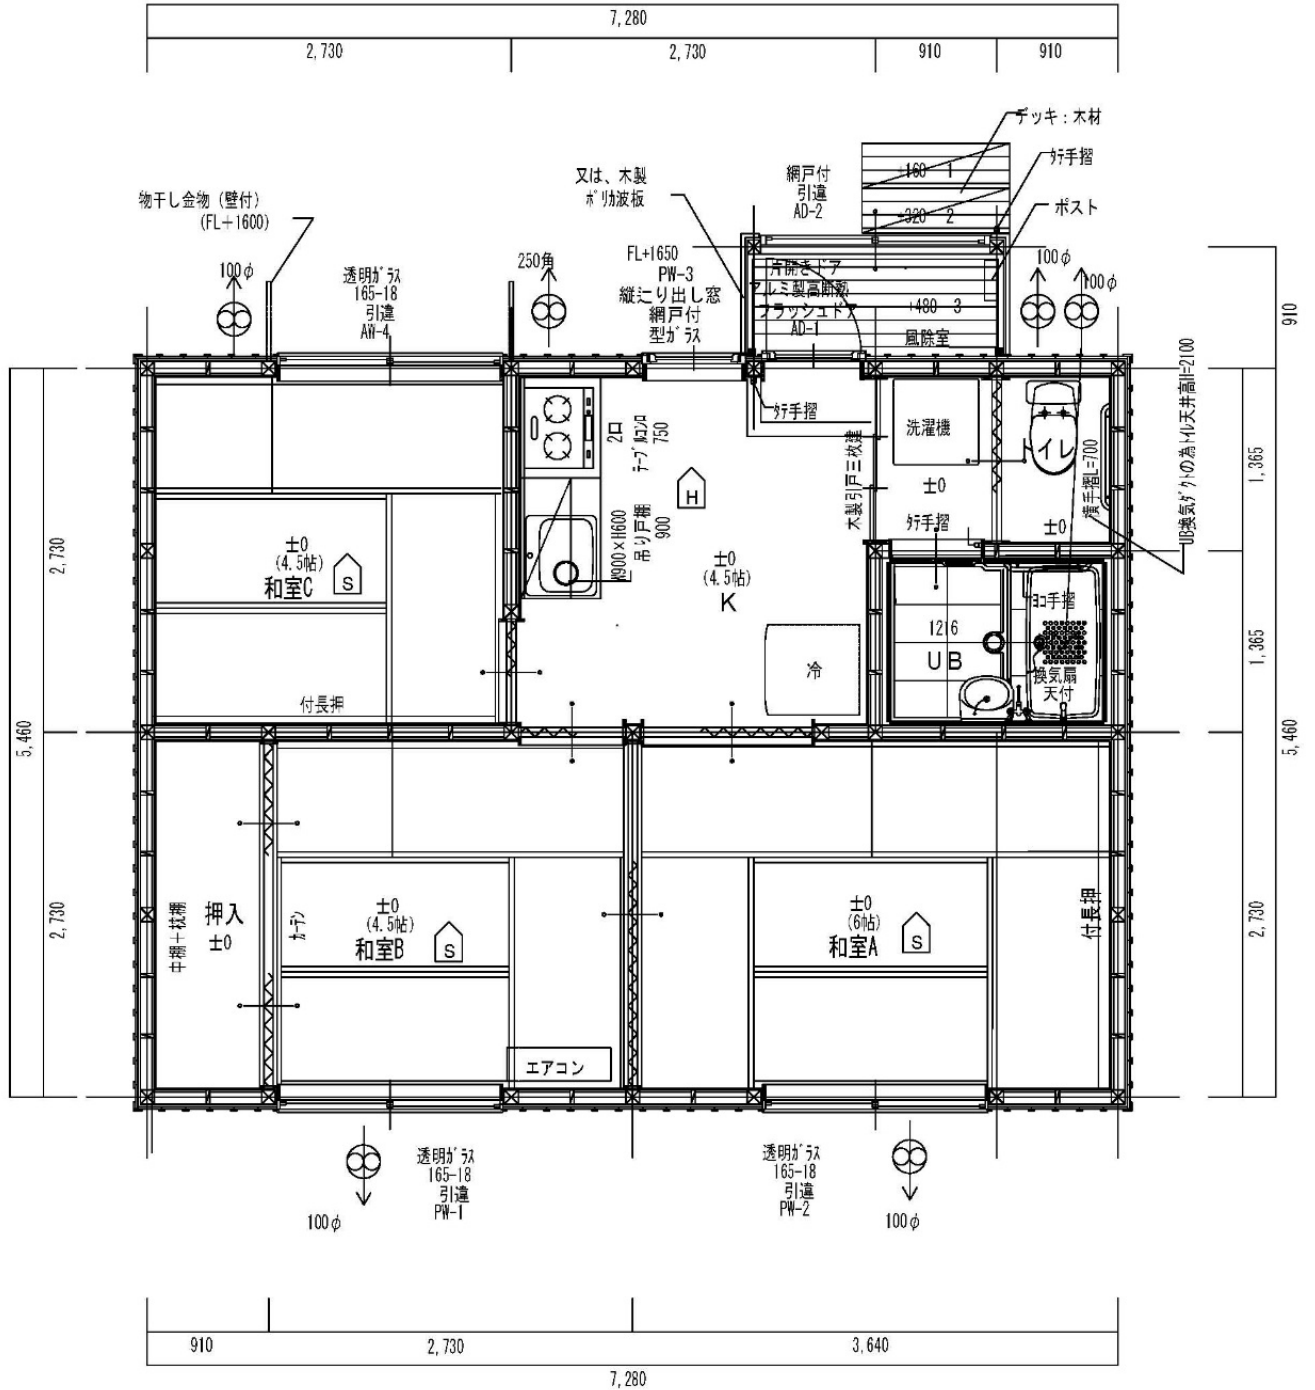 7,280
2,730
2,730
910
910
デッキ：木材
タテ手摺
ポスト
網戸付
引違
AD-2
又は、木製
ポリカ波板
+160 1
-320 2
物干し金物（壁付）
(FL＋1600)
100φ
透明ガラス
165-18
引違
AW-4
250角
FL+1650
PW-3
縦辷り出し窓
網戸付
型ガラス
片開きドア
アルミ製高断熱
フラッシュドア
AD-1
+480 3
風除室
100φ
100φ
910
UB換気ダクトの為トイレ天井高H=2100
2口
テーブルコンロ
750
タテ手摺
洗濯機
トイレ
木製引戸三枚建
H
±0
タテ手摺
横手摺L=700
±0
1,365
W900×H600
吊り戸棚
900
±0
(4.5帖)
和室C
S
±0
(4.5帖)
K
2,730
1216
UB
ヨコ手摺
換気扇
天付
1,365
冷
付長押
5,460
5,460
中棚＋枕棚
押入
±0
カーテン
±0
(4.5帖)
和室B
S
±0
(6帖)
和室A
S
付長押
2,730
2,730
エアコン
100φ
透明ガラス
165-18
引違
PW-1
透明ガラス
165-18
引違
PW-2
100φ
910
2,730
3,640
7,280